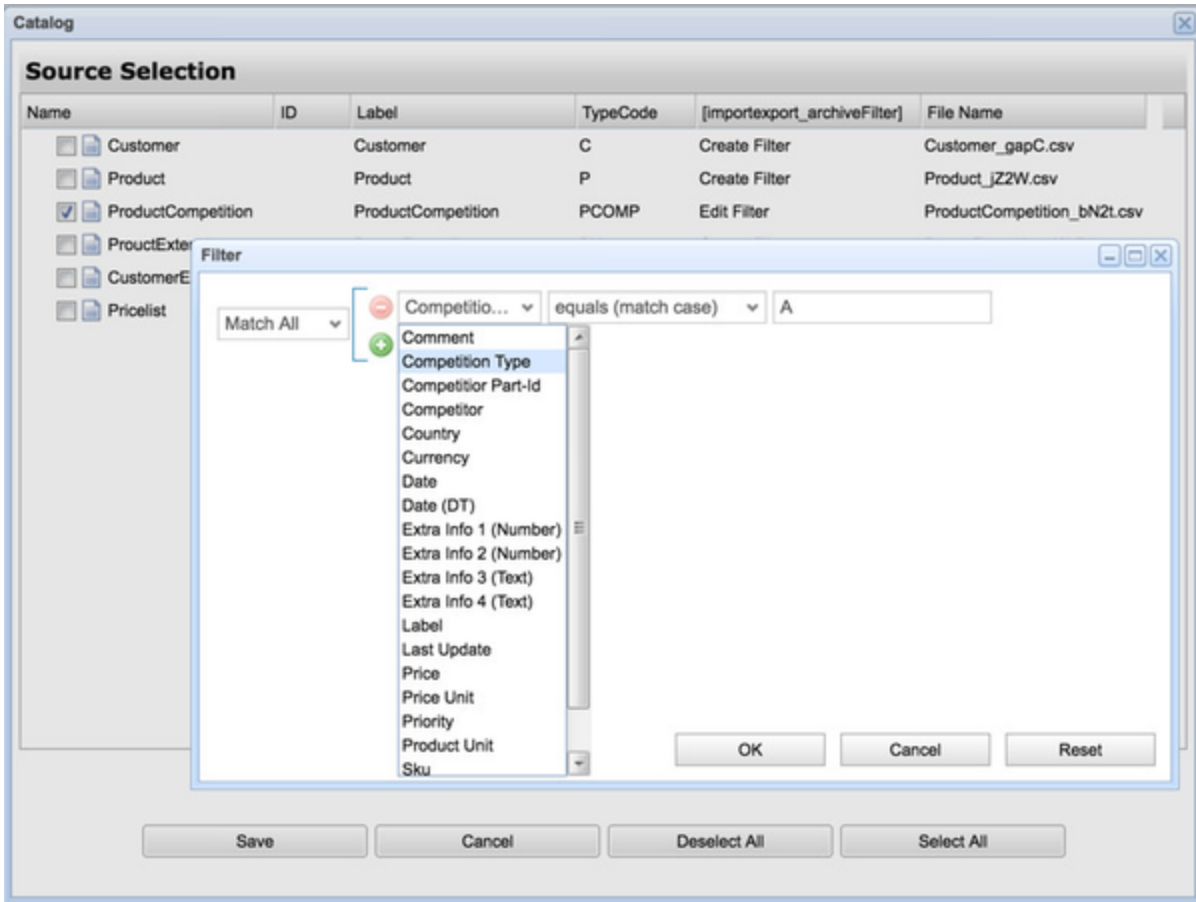 Catalog
Source Selection
Name ID Label TypeCode [importexport_archiveFilter] File Name
Customer Customer C Create Filter Customer_gapC.csv
Product Product P Create Filter Product_jZ2W.csv
ProductCompetition ProductCompetition PCOMP Edit Filter ProductCompetition_bN2t.csv
ProuctExter
CustomerE
Pricelist
Filter
Match All
Competitio... equals (match case) A
Comment
Competition Type
Competitior Part-Id
Competitor
Country
Currency
Date
Date (DT)
Extra Info 1 (Number)
Extra Info 2 (Number)
Extra Info 3 (Text)
Extra Info 4 (Text)
Label
Last Update
Price
Price Unit
Priority
Product Unit
Sku
OK Cancel Reset
Save Cancel Deselect All Select All